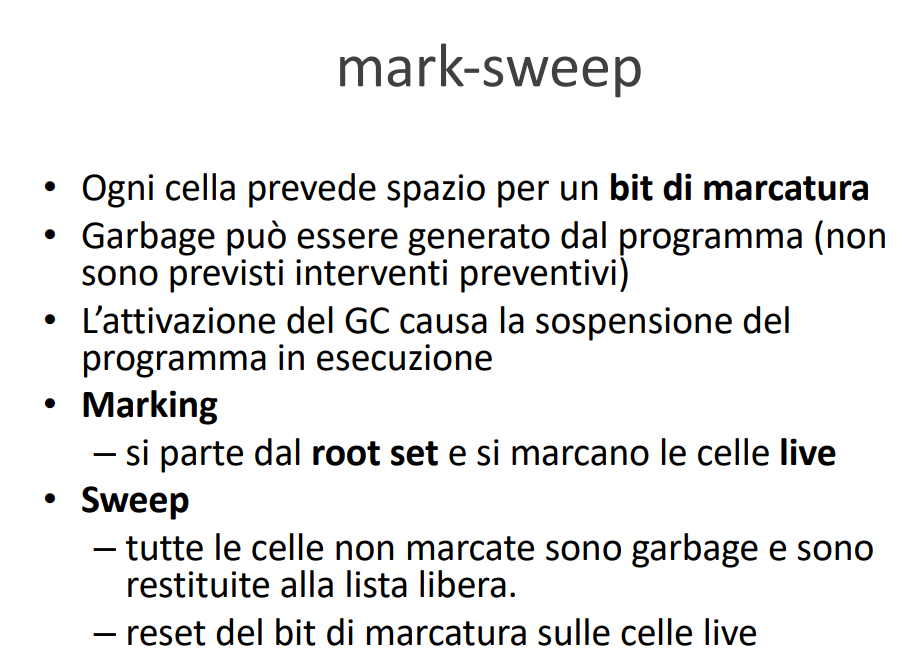 mark-sweep
• Ogni cella prevede spazio per un bit di marcatura
• Garbage può essere generato dal programma (non
sono previsti interventi preventivi)
• L’attivazione del GC causa la sospensione del
programma in esecuzione
• Marking
– si parte dal root set e si marcano le celle live
• Sweep
– tutte le celle non marcate sono garbage e sono
restituite alla lista libera.
– reset del bit di marcatura sulle celle live